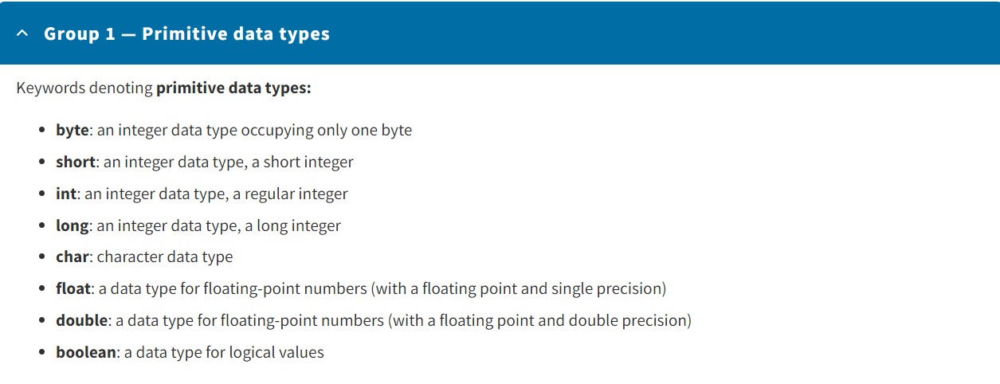 Group 1 — Primitive data types
Keywords denoting primitive data types:
• byte: an integer data type occupying only one byte
• short: an integer data type, a short integer
• int: an integer data type, a regular integer
• long: an integer data type, a long integer
• char: character data type
• float: a data type for floating-point numbers (with a floating point and single precision)
• double: a data type for floating-point numbers (with a floating point and double precision)
• boolean: a data type for logical values